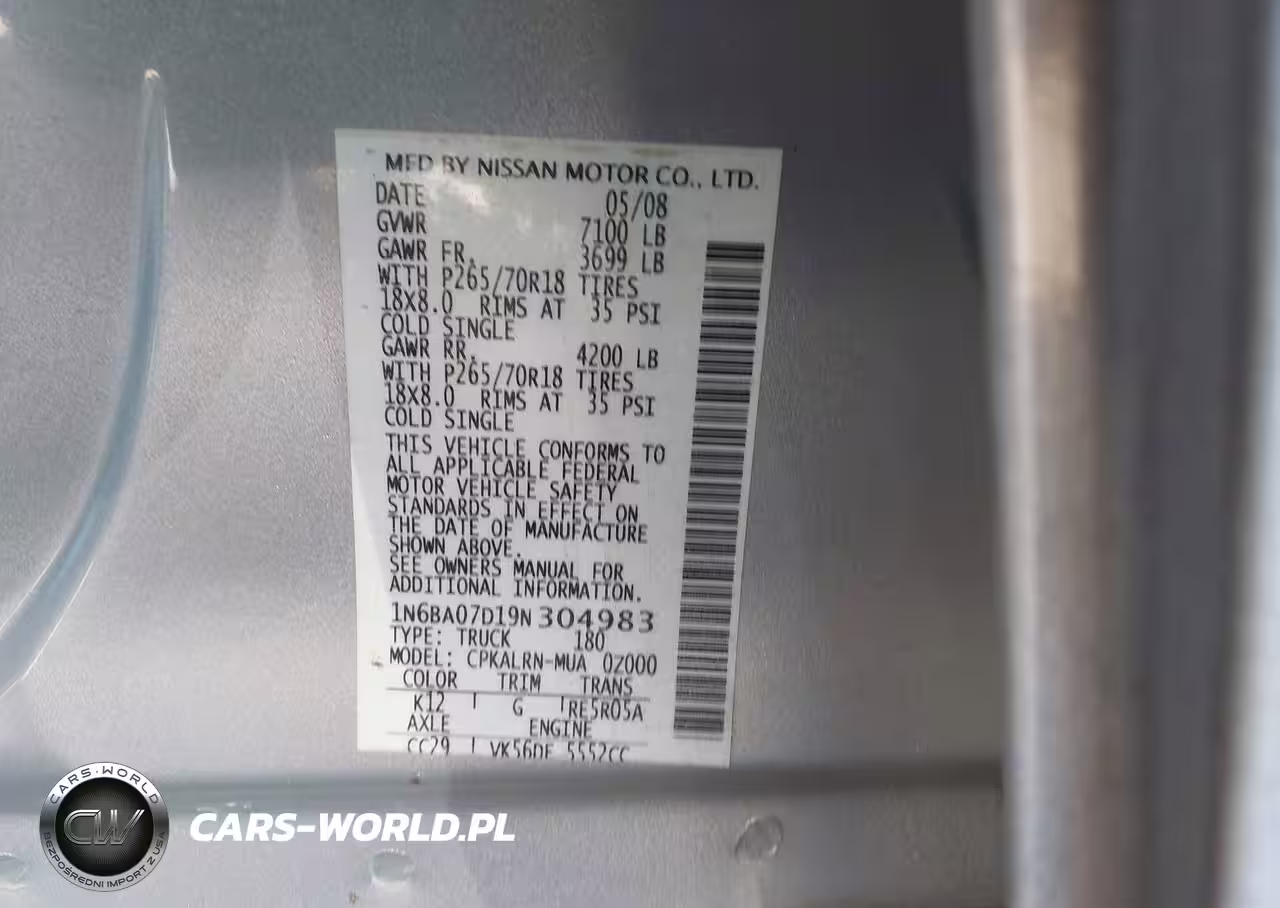 MFD BY NISSAN MOTOR CO., LTD.
DATE 05/08
GVWR 7100 LB
GAWR FR. 3699 LB
WITH P265/70R18 TIRES
18X8.0 RIMS AT 35 PSI
COLD SINGLE
GAWR RR. 4200 LB
WITH P265/70R18 TIRES
18X8.0 RIMS AT 35 PSI
COLD SINGLE
THIS VEHICLE CONFORMS TO
ALL APPLICABLE FEDERAL
MOTOR VEHICLE SAFETY
STANDARDS IN EFFECT ON
THE DATE OF MANUFACTURE
SHOWN ABOVE.
SEE OWNERS MANUAL FOR
ADDITIONAL INFORMATION.
1N6BA07D19N304983
TYPE: TRUCK 180
MODEL: CPKALRN-MUA 0Z000
COLOR TRIM TRANS
K12 G RE5R05A
AXLE ENGINE
CC29 VK56DE 5552CC
CARS-WORLD
CW
BEZPOŚREDNI IMPORT Z USA
CARS-WORLD.PL